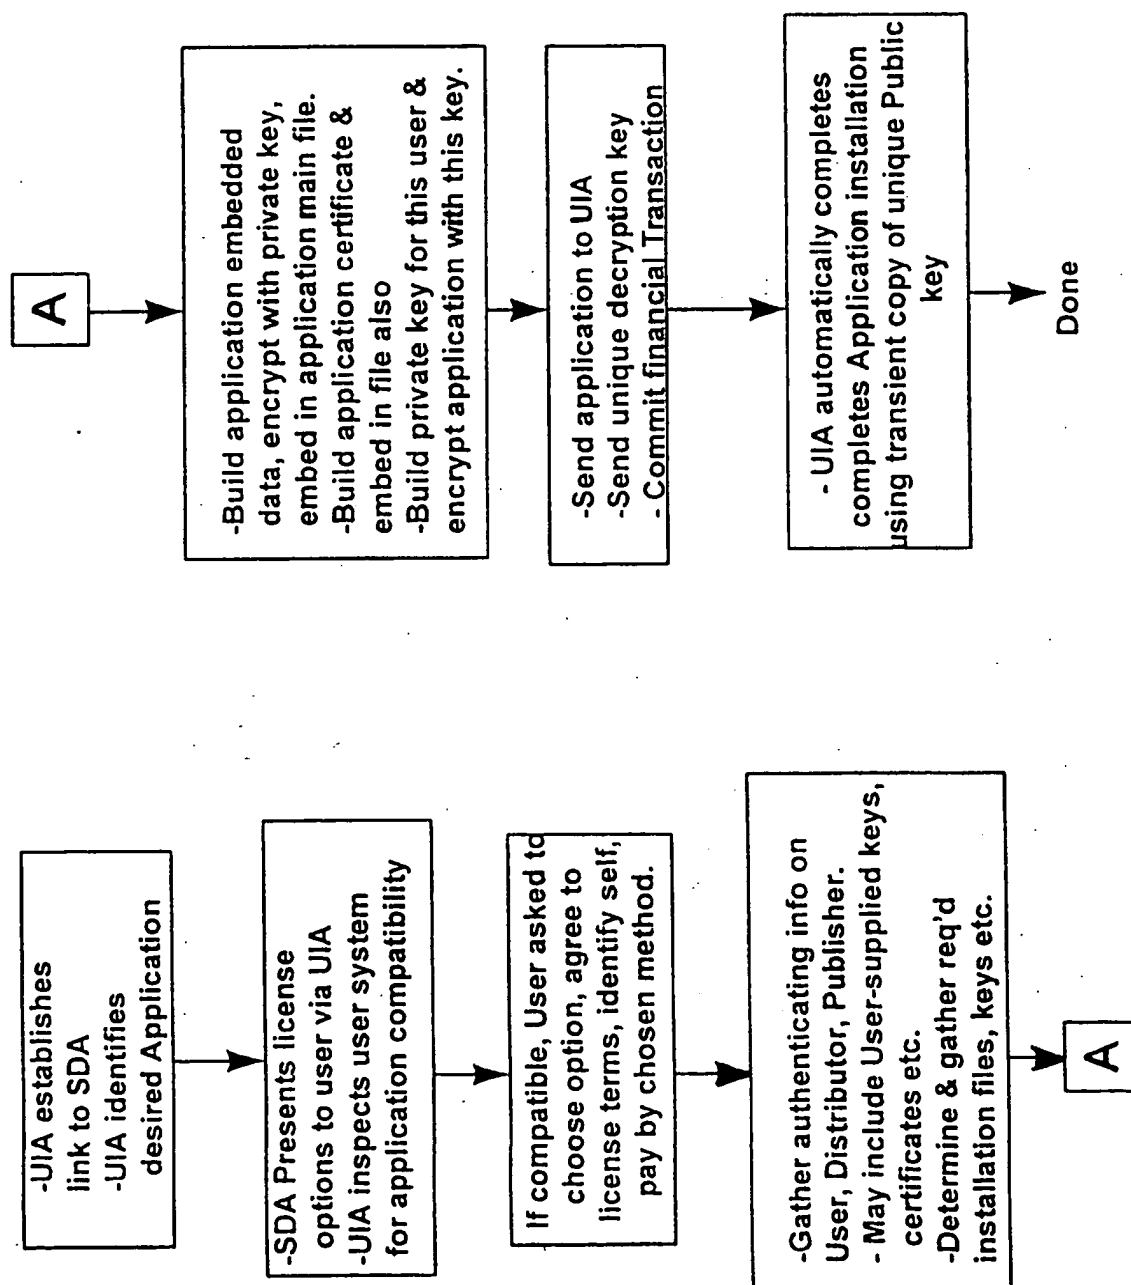 -UIA establishes
link to SDA
-UIA identifies
desired Application
-SDA Presents license
options to user via UIA
-UIA inspects user system
for application compatibility
If compatible, User asked to
choose option, agree to
license terms, identify self,
pay by chosen method.
-Gather authenticating info on
User, Distributor, Publisher.
- May include User-supplied keys,
certificates etc.
-Determine & gather req'd
installation files, keys etc.
A
A
-Build application embedded
data, encrypt with private key,
embed in application main file.
-Build application certificate &
embed in file also
-Build private key for this user &
encrypt application with this key.
-Send application to UIA
-Send unique decryption key
- Commit financial Transaction
- UIA automatically completes
completes Application installation
using transient copy of unique Public
key
Done